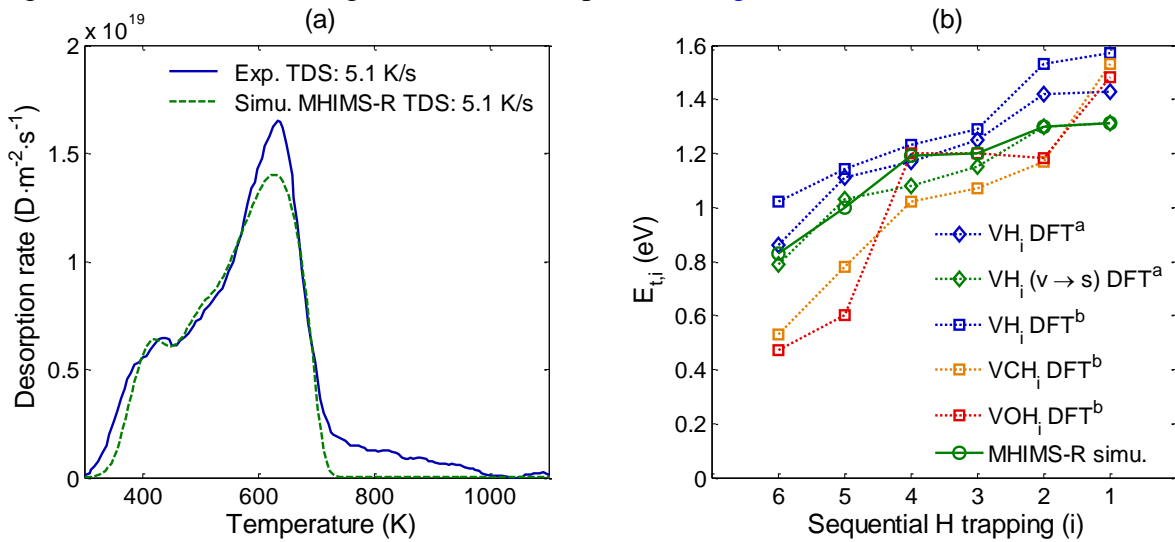 (a)
× 10^19
2
1.5
1
0.5
0
Desorption rate (D·m^-2·s^-1)
Exp. TDS: 5.1 K/s
Simu. MHIMS-R TDS: 5.1 K/s
400 600 800 1000
Temperature (K)
(b)
1.6
1.4
1.2
1
0.8
0.6
0.4
0.2
0
E_t,i (eV)
VH_i DFT^a
VH_i (v → s) DFT^a
VH_i DFT^b
VCH_i DFT^b
VOH_i DFT^b
MHIMS-R simu.
6 5 4 3 2 1
Sequential H trapping (i)